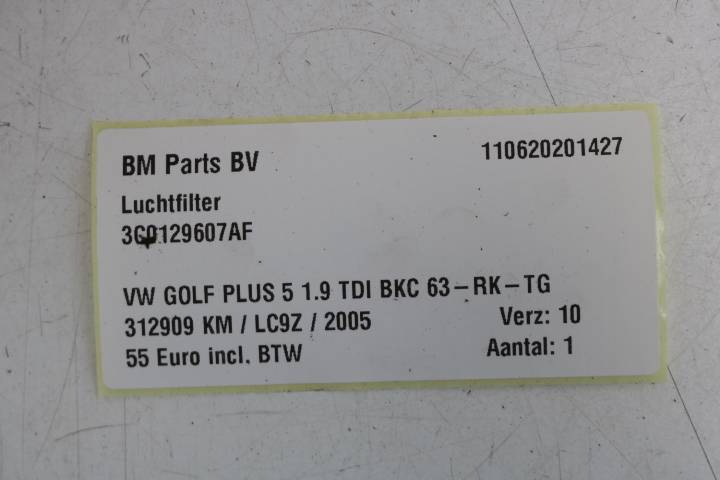 BM Parts BV 110620201427
Luchtfilter
3C0129607AF
VW GOLF PLUS 5 1.9 TDI BKC 63-RK-TG
312909 KM / LC9Z / 2005 Verz: 10
55 Euro incl. BTW Aantal: 1